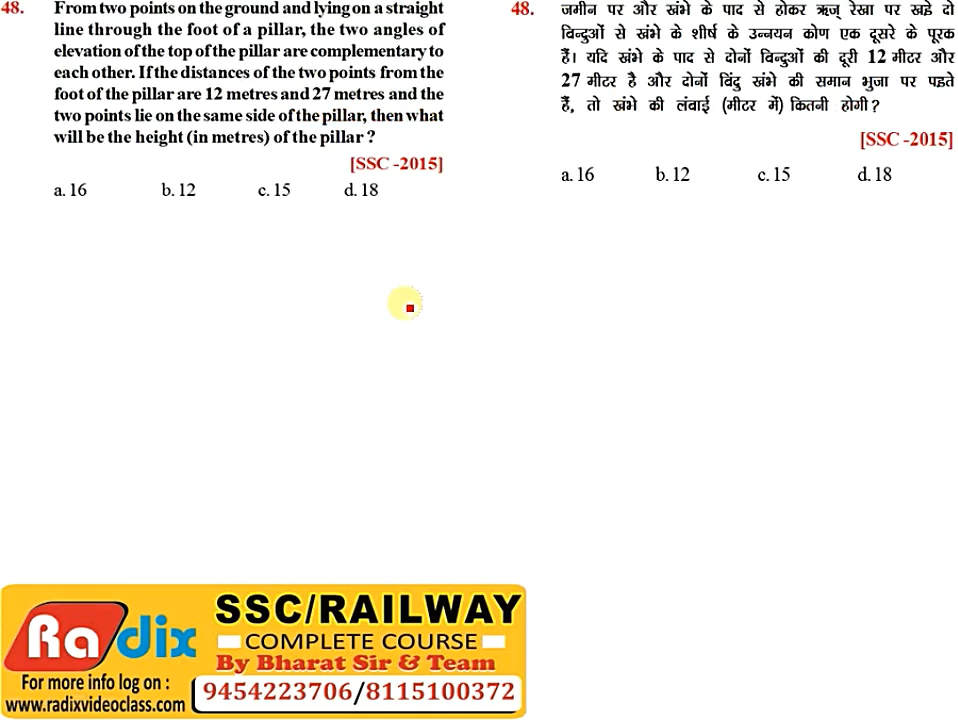 48. From two points on the ground and lying on a straight
line through the foot of a pillar, the two angles of
elevation of the top of the pillar are complementary to
each other. If the distances of the two points from the
foot of the pillar are 12 metres and 27 metres and the
two points lie on the same side of the pillar, then what
will be the height (in metres) of the pillar ?
[SSC -2015]
a. 16 b. 12 c. 15 d. 18
48. जमीन पर और खंभे के पाद से होकर ऋजु रेखा पर खड़े दो
बिन्दुओं से खंभे के शीर्ष के उन्नयन कोण एक दूसरे के पूरक
हैं। यदि खंभे के पाद से दोनों बिन्दुओं की दूरी 12 मीटर और
27 मीटर है और दोनों बिंदु खंभे की समान भुजा पर पड़ते
हैं, तो खंभे की लंबाई (मीटर में) कितनी होगी ?
[SSC -2015]
a. 16 b. 12 c. 15 d. 18
Radix
For more info log on :
www.radixvideoclass.com
SSC/RAILWAY
COMPLETE COURSE
By Bharat Sir & Team
9454223706/8115100372